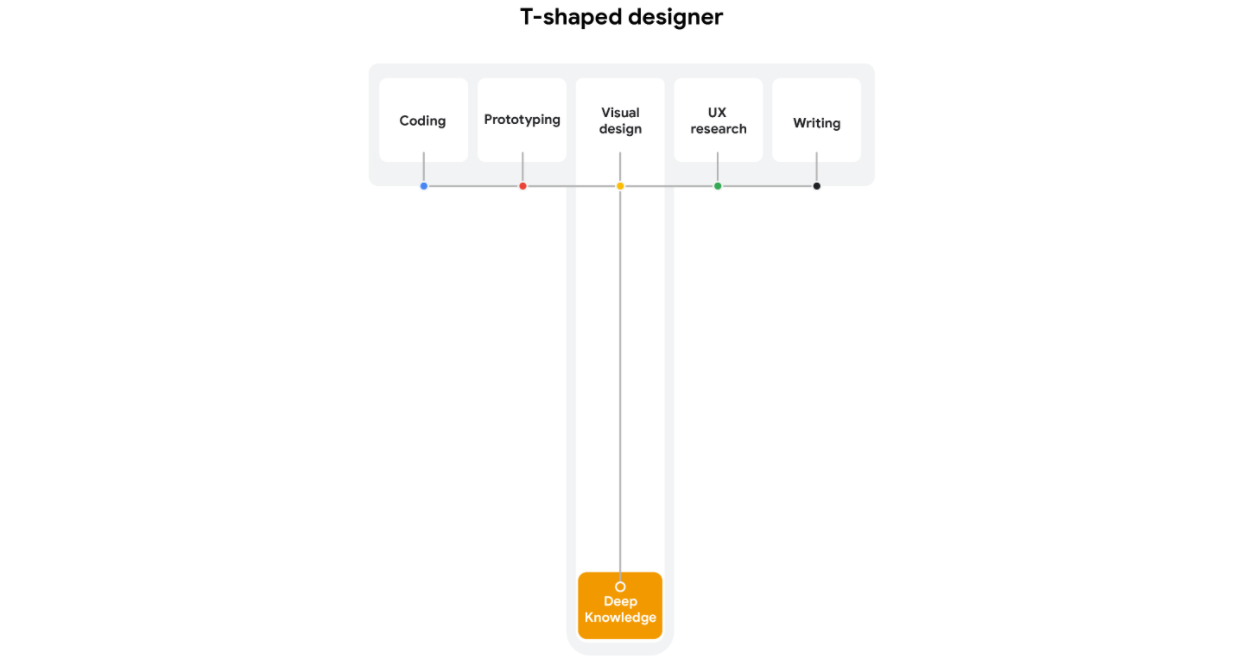 T-shaped designer
Coding
Prototyping
Visual
design
UX
research
Writing
Deep
Knowledge